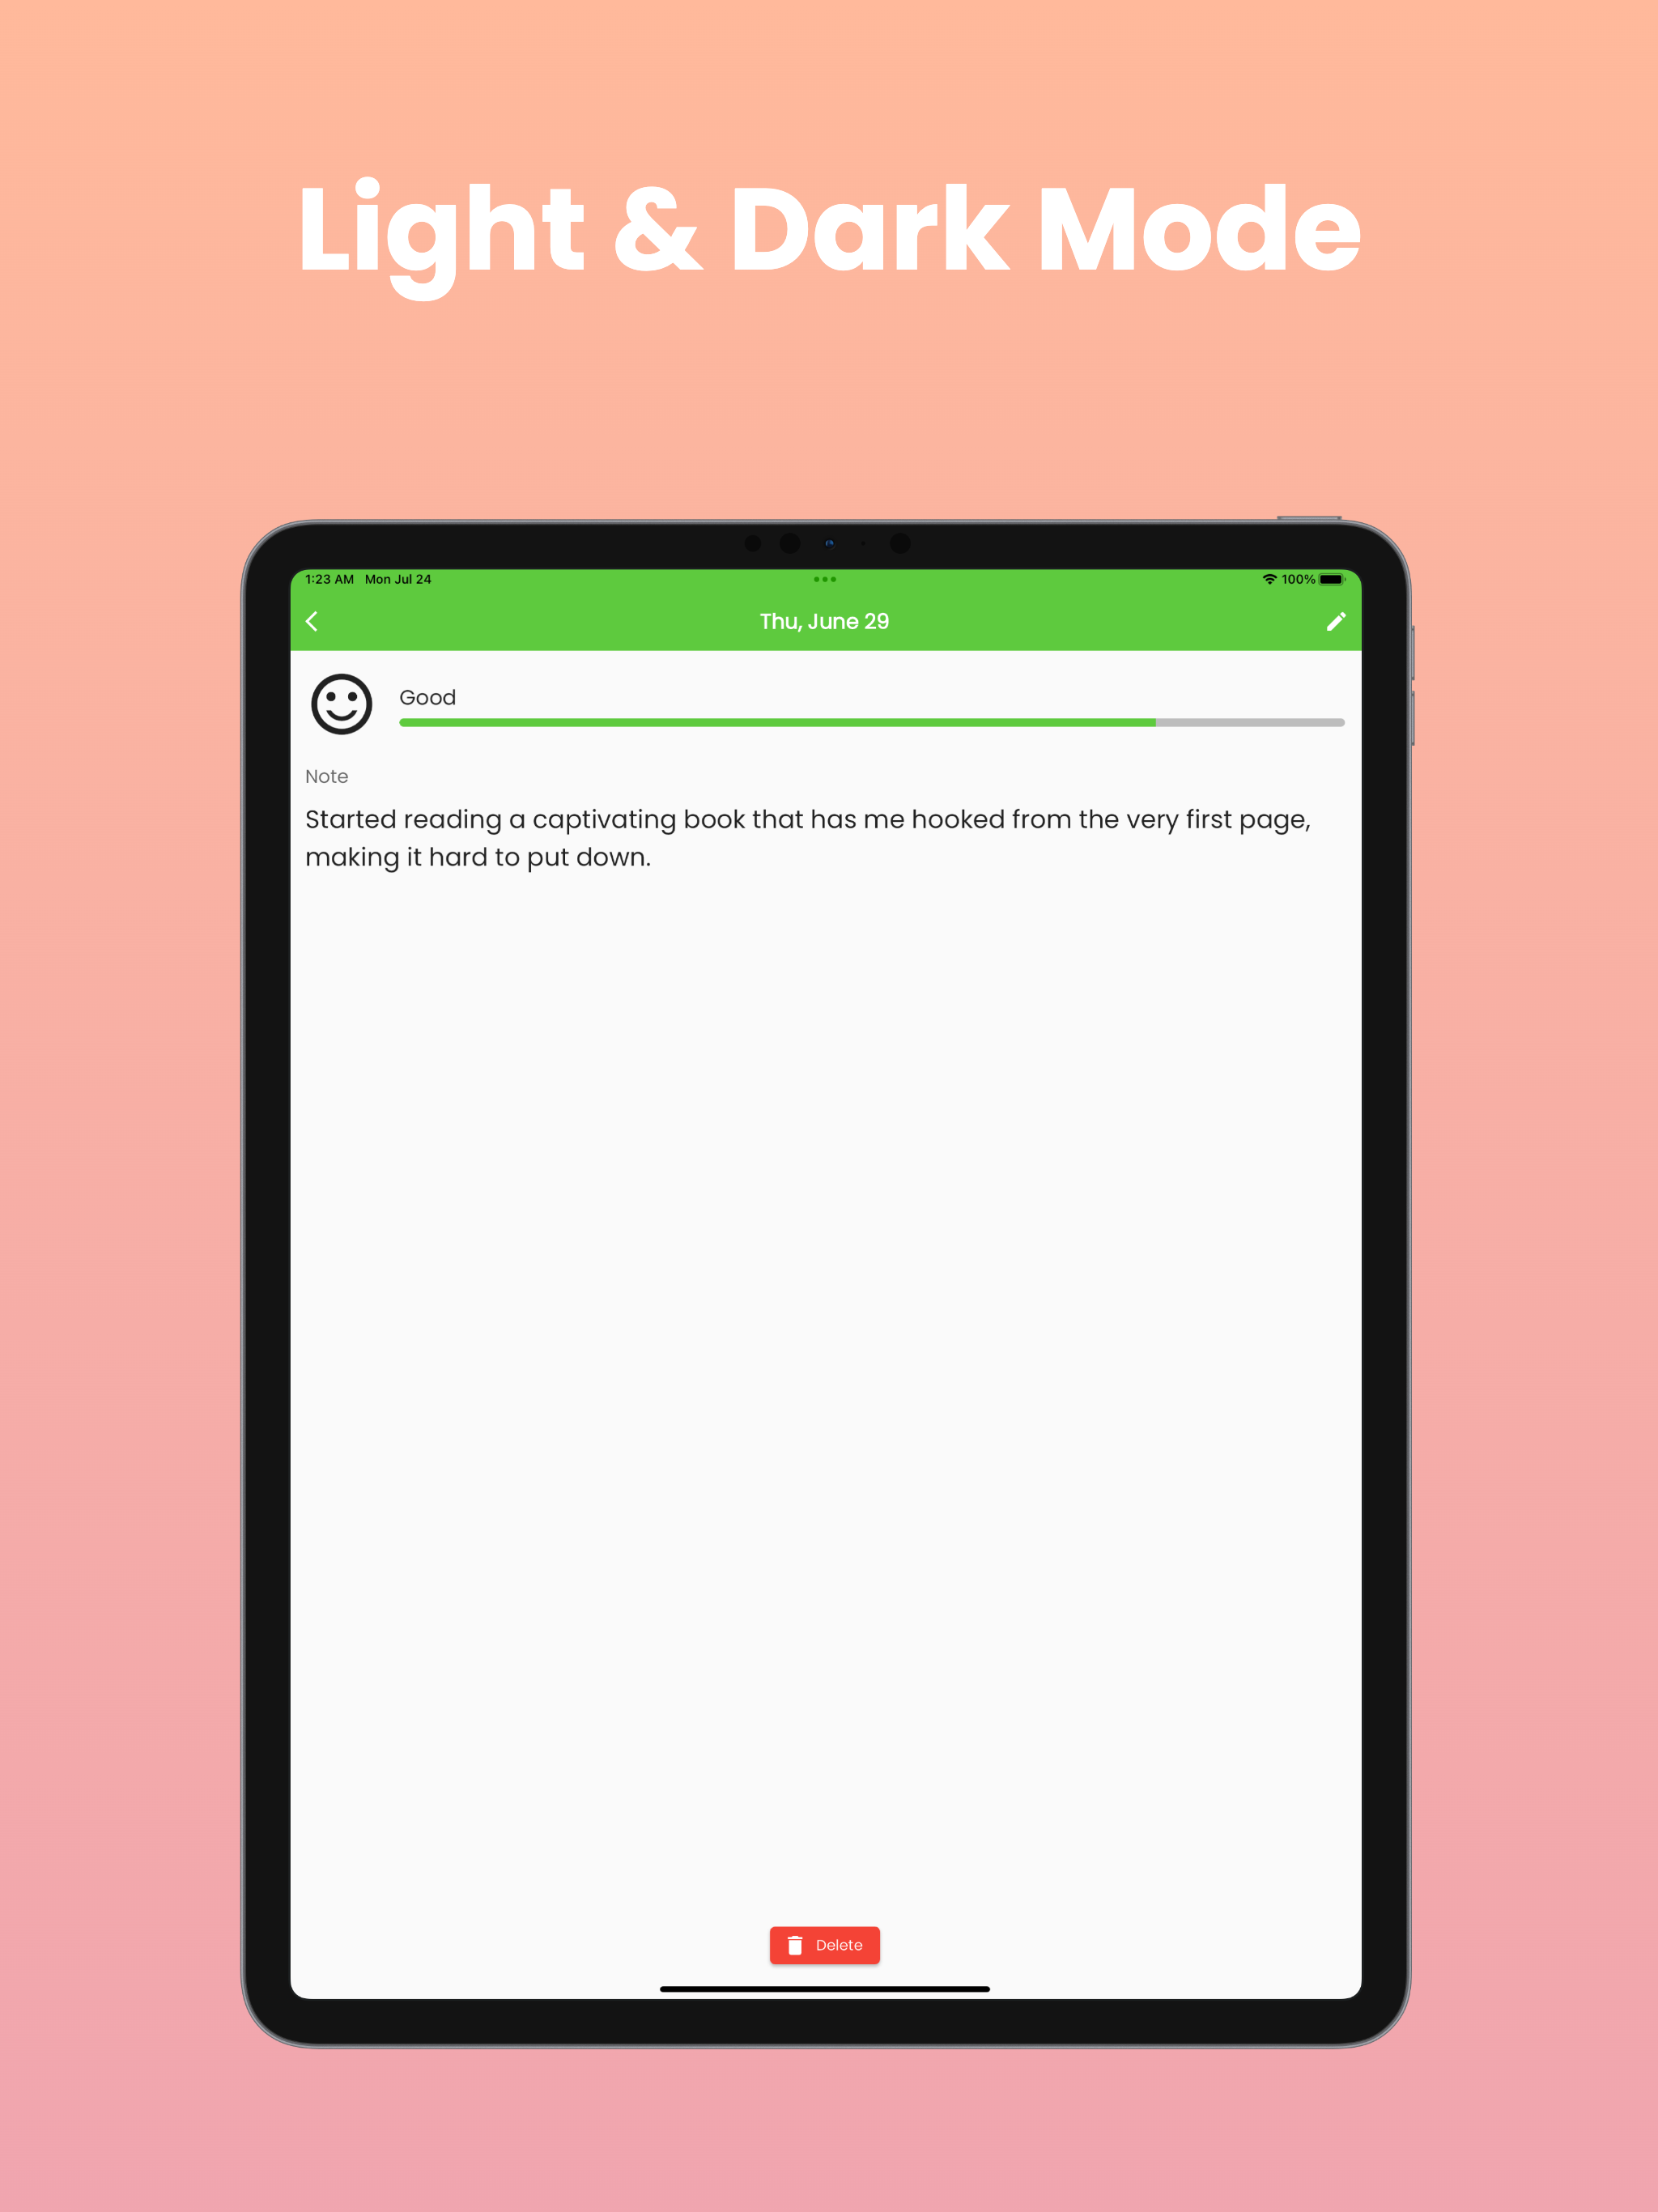 Light & Dark Mode
1:23 AM Mon Jul 24
100%
Thu, June 29
Good
Note
Started reading a captivating book that has me hooked from the very first page,
making it hard to put down.
Delete